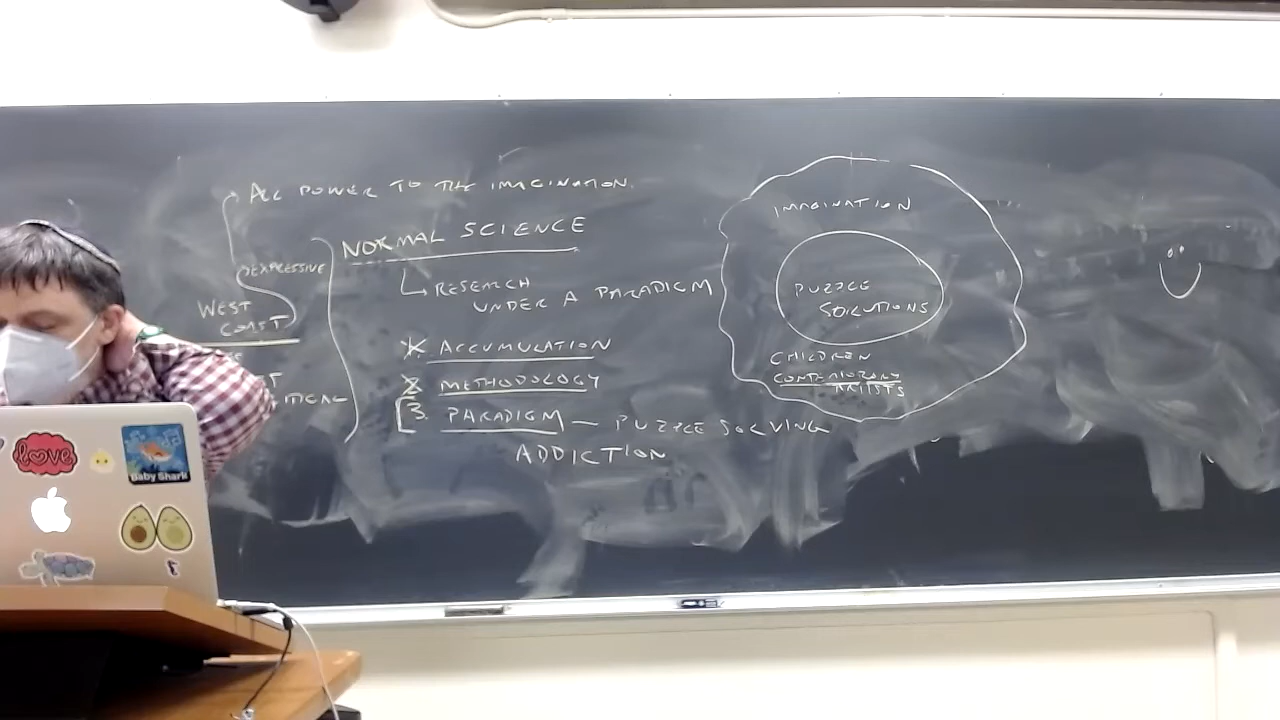 ALL POWER TO THE IMAGINATION.
EXPRESSIVE
WEST
COAST
NORMAL SCIENCE
RESEARCH
UNDER A PARADIGM
ACCUMULATION
METHODOLOGY
3. PARADIGM — PUZZLE SOLVING
ADDICTION
IMAGINATION
PUZZLE
SOLUTIONS
CHILDREN
CONTEMPORARY
ARTISTS
love
Baby Shark